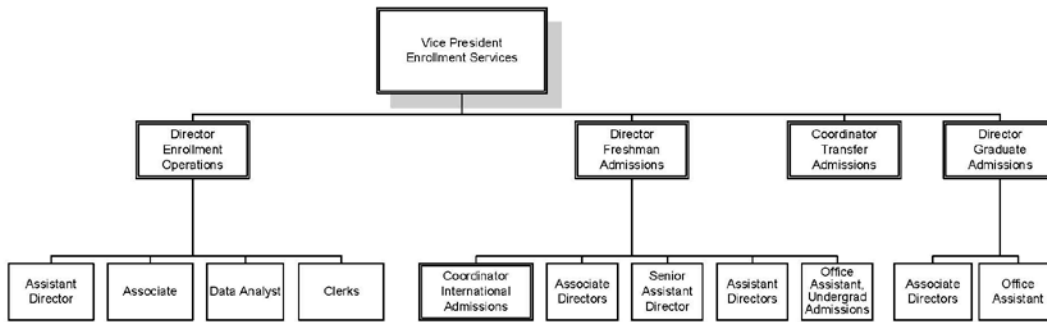 Vice President
Enrollment Services
Director
Enrollment
Operations
Director
Freshman
Admissions
Coordinator
Transfer
Admissions
Director
Graduate
Admissions
Assistant
Director
Associate
Data Analyst
Clerks
Coordinator
International
Admissions
Associate
Directors
Senior
Assistant
Director
Assistant
Directors
Office
Assistant,
Undergrad
Admissions
Associate
Directors
Office
Assistant